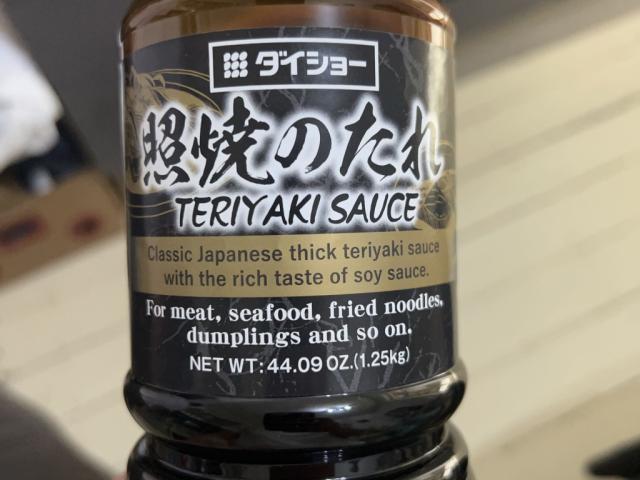 ダイショー
照焼のたれ
TERIYAKI SAUCE
Classic Japanese thick teriyaki sauce
with the rich taste of soy sauce.
For meat, seafood, fried noodles,
dumplings and so on.
NET WT: 44.09 OZ.(1.25kg)